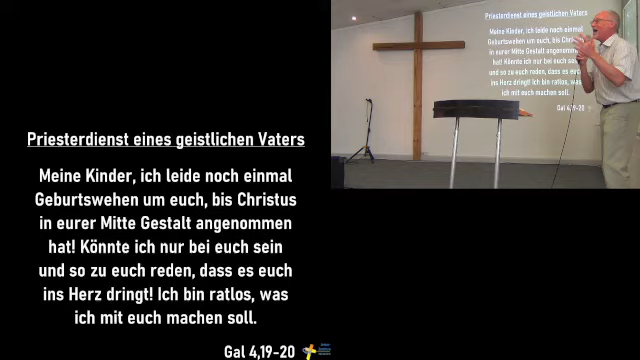 Priesterdienst eines geistlichen Vaters
Meine Kinder, ich leide noch einmal
Geburtswehen um euch, bis Christus
in eurer Mitte Gestalt angenommen
hat! Könnte ich nur bei euch sein
und so zu euch reden, dass es euch
ins Herz dringt! Ich bin ratlos, was
ich mit euch machen soll.
Gal 4,19-20
Priesterdienst eines geistlichen Vaters
Meine Kinder, ich leide noch einmal
Geburtswehen um euch, bis Christus
in eurer Mitte Gestalt angenommen
hat! Könnte ich nur bei euch sein
und so zu euch reden, dass es euch
ins Herz dringt! Ich bin ratlos, was
ich mit euch machen soll.
Gal 4,19-20